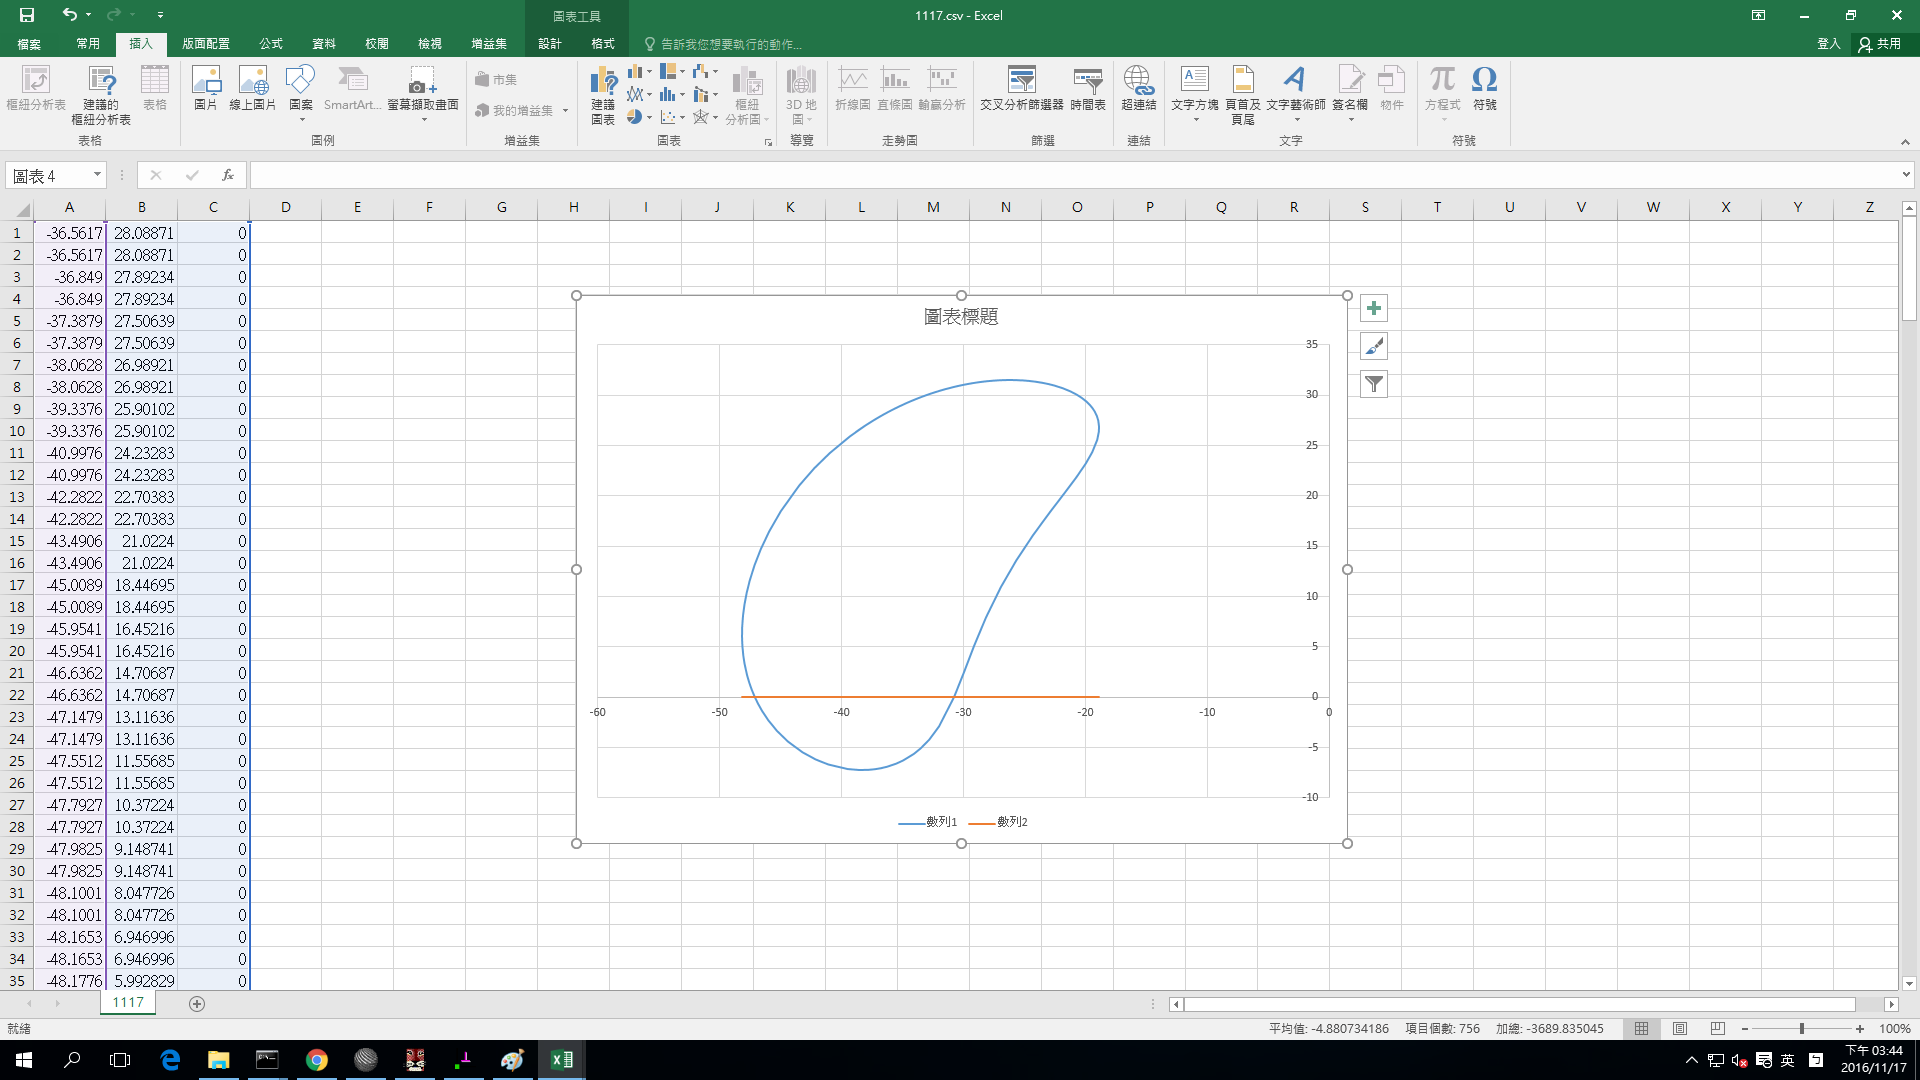 圖表工具
1117.csv - Excel
檔案 常用 插入 版面配置 公式 資料 校閱 檢視 增益集 設計 格式 告訴我您想要執行的動作... 登入 共用
樞紐分析表 建議的 樞紐分析表 表格 圖片 線上圖片 圖案 SmartArt... 螢幕擷取畫面 市集 我的增益集 建議 圖表 樞紐 分析圖 3D 地 圖 折線圖 直條圖 輸贏分析 交叉分析篩選器 時間表 超連結 文字方塊 頁首及 頁尾 文字藝術師 簽名欄 物件 方程式 符號
表格 圖例 增益集 圖表 導覽 走勢圖 篩選 連結 文字 符號
圖表 4 fx
A B C D E F G H I J K L M N O P Q R S T U V W X Y Z
1 -36.5617 28.08871 0
2 -36.5617 28.08871 0
3 -36.849 27.89234 0
4 -36.849 27.89234 0
5 -37.3879 27.50639 0
6 -37.3879 27.50639 0
7 -38.0628 26.98921 0
8 -38.0628 26.98921 0
9 -39.3376 25.90102 0
10 -39.3376 25.90102 0
11 -40.9976 24.23283 0
12 -40.9976 24.23283 0
13 -42.2822 22.70383 0
14 -42.2822 22.70383 0
15 -43.4906 21.0224 0
16 -43.4906 21.0224 0
17 -45.0089 18.44695 0
18 -45.0089 18.44695 0
19 -45.9541 16.45216 0
20 -45.9541 16.45216 0
21 -46.6362 14.70687 0
22 -46.6362 14.70687 0
23 -47.1479 13.11636 0
24 -47.1479 13.11636 0
25 -47.5512 11.55685 0
26 -47.5512 11.55685 0
27 -47.7927 10.37224 0
28 -47.7927 10.37224 0
29 -47.9825 9.148741 0
30 -47.9825 9.148741 0
31 -48.1001 8.047726 0
32 -48.1001 8.047726 0
33 -48.1653 6.946996 0
34 -48.1653 6.946996 0
35 -48.1776 5.992829 0
圖表標題
35
30
25
20
15
10
5
0
-60 -50 -40 -30 -20 -10 0
-5
-10
數列1 數列2
1117
就緒 平均值: -4.880734186 項目個數: 756 加總: -3689.835045 100%
英
下午 03:44
2016/11/17